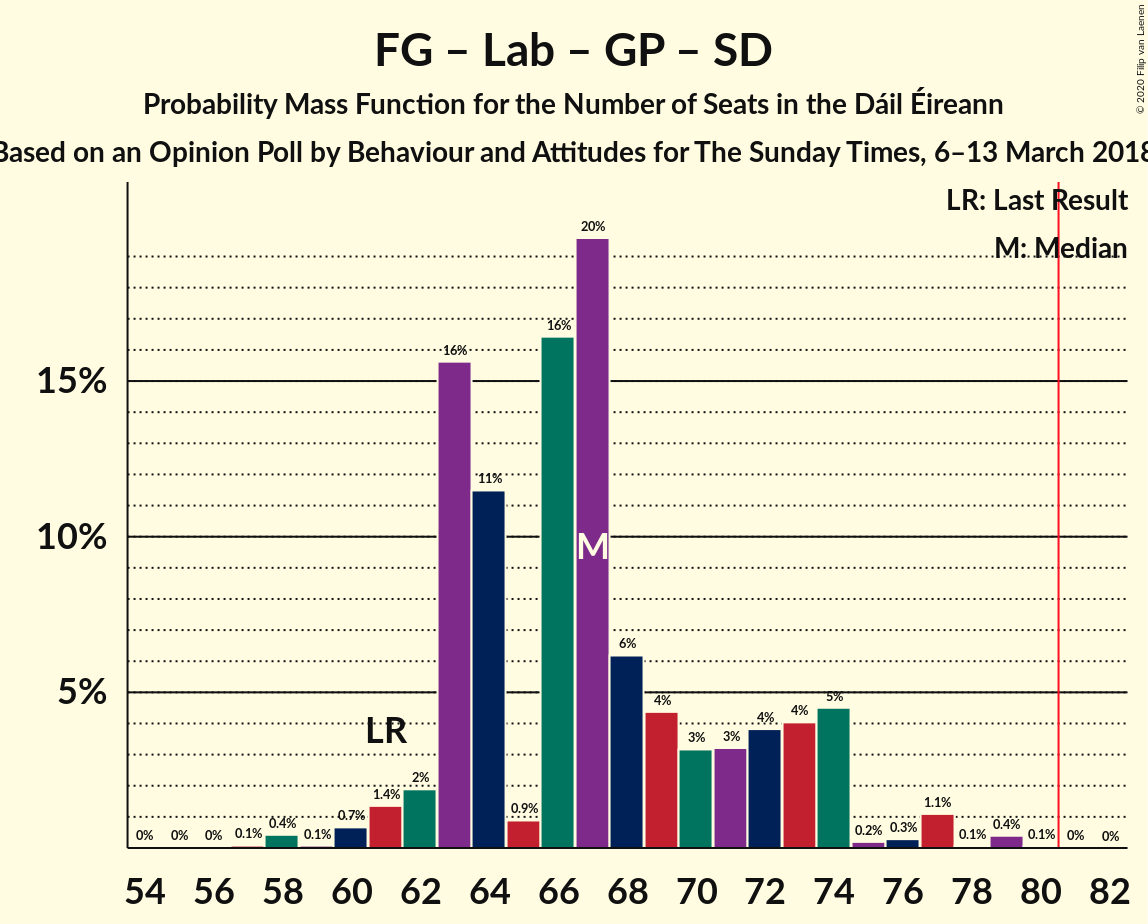 FG – Lab – GP – SD
Probability Mass Function for the Number of Seats in the Dáil Éireann
Based on an Opinion Poll by Behaviour and Attitudes for The Sunday Times, 6–13 March 2018
© 2020 Filip van Laenen
LR: Last Result
M: Median
15%
10%
5%
0% 0% 0% 0.1% 0.4% 0.1% 0.7% 1.4% 2% 16% 11% 0.9% 16% 20% 6% 4% 3% 3% 4% 4% 5% 0.2% 0.3% 1.1% 0.1% 0.4% 0.1% 0% 0%
LR
M
54 56 58 60 62 64 66 68 70 72 74 76 78 80 82